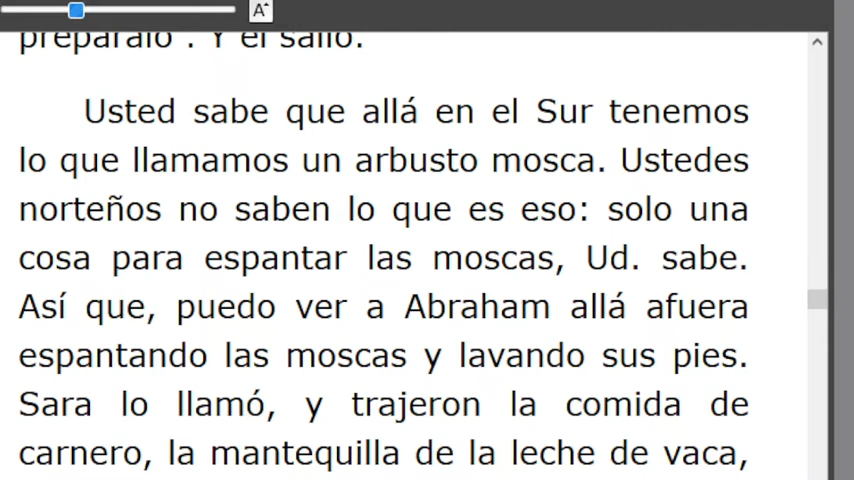 A
prepáralo”. Y él salió.
Usted sabe que allá en el Sur tenemos
lo que llamamos un arbusto mosca. Ustedes
norteños no saben lo que es eso: solo una
cosa para espantar las moscas, Ud. sabe.
Así que, puedo ver a Abraham allá afuera
espantando las moscas y lavando sus pies.
Sara lo llamó, y trajeron la comida de
carnero, la mantequilla de la leche de vaca,